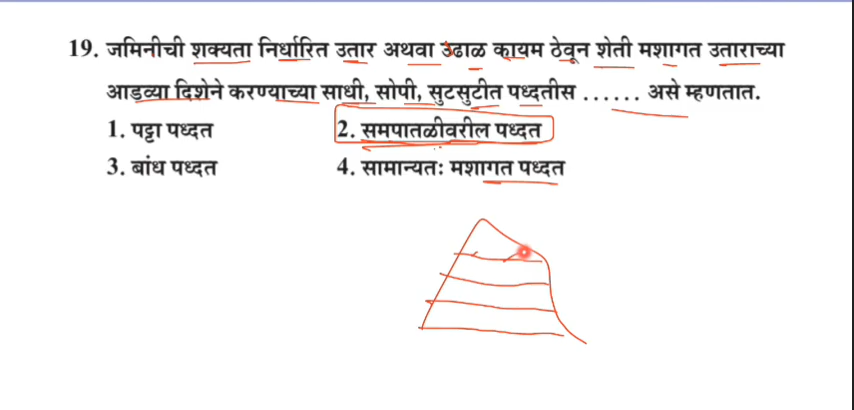 19. जमिनीची शक्यता निर्धारित उतार अथवा उढाळ कायम ठेवून शेती मशागत उताराच्या
आडव्या दिशेने करण्याच्या साधी, सोपी, सुटसुटीत पध्दतीस ...... असे म्हणतात.
1. पट्टा पध्दत 2. समपातळीवरील पध्दत
3. बांध पध्दत 4. सामान्यतः मशागत पध्दत